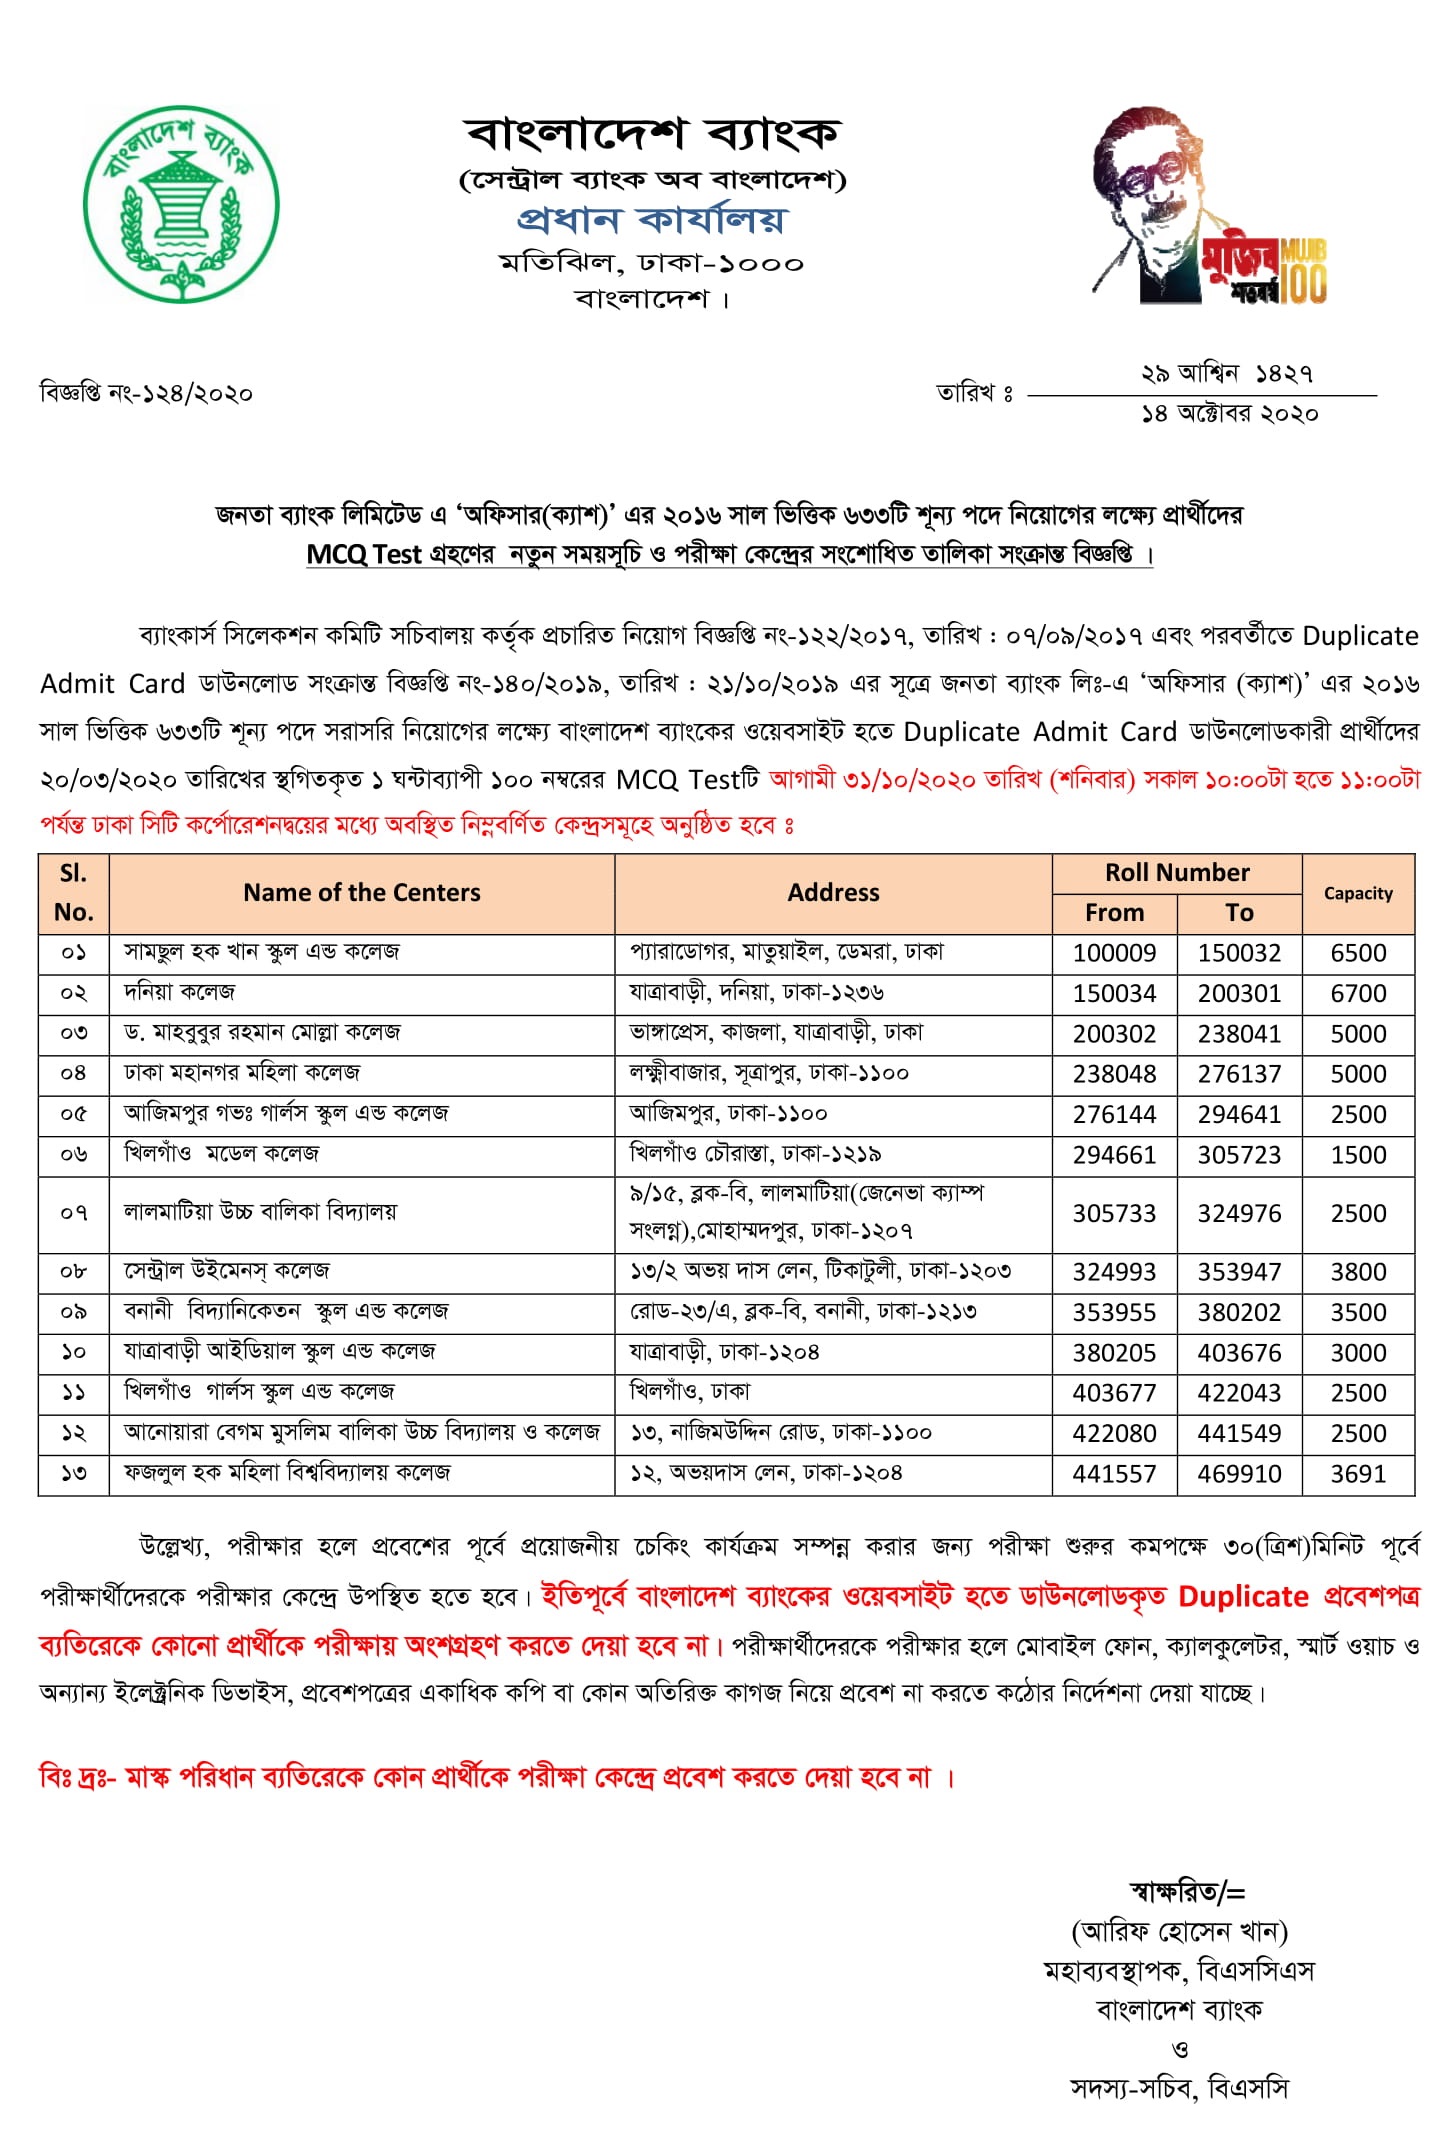 বাংলাদেশ ব্যাংক
বাংলাদেশ ব্যাংক
(সেন্ট্রাল ব্যাংক অব বাংলাদেশ)
প্রধান কার্যালয়
মতিঝিল, ঢাকা-১০০০
বাংলাদেশ।
মুজিব MUJIB
শতবর্ষ 100
বিজ্ঞপ্তি নং-১২৪/২০২০
তারিখ ঃ ২৯ আশ্বিন ১৪২৭
১৪ অক্টোবর ২০২০
জনতা ব্যাংক লিমিটেড এ ‘অফিসার(ক্যাশ)’ এর ২০১৬ সাল ভিত্তিক ৬৩৩টি শূন্য পদে নিয়োগের লক্ষ্যে প্রার্থীদের
MCQ Test গ্রহণের নতুন সময়সূচি ও পরীক্ষা কেন্দ্রের সংশোধিত তালিকা সংক্রান্ত বিজ্ঞপ্তি ।
ব্যাংকার্স সিলেকশন কমিটি সচিবালয় কর্তৃক প্রচারিত নিয়োগ বিজ্ঞপ্তি নং-১২২/২০১৭, তারিখ : ০৭/০৯/২০১৭ এবং পরবর্তীতে Duplicate
Admit Card ডাউনলোড সংক্রান্ত বিজ্ঞপ্তি নং-১৪০/২০১৯, তারিখ : ২১/১০/২০১৯ এর সূত্রে জনতা ব্যাংক লিঃ-এ ‘অফিসার (ক্যাশ)’ এর ২০১৬
সাল ভিত্তিক ৬৩৩টি শূন্য পদে সরাসরি নিয়োগের লক্ষ্যে বাংলাদেশ ব্যাংকের ওয়েবসাইট হতে Duplicate Admit Card ডাউনলোডকারী প্রার্থীদের
২০/০৩/২০২০ তারিখের স্থগিতকৃত ১ ঘন্টাব্যাপী ১০০ নম্বরের MCQ Testটি আগামী ৩১/১০/২০২০ তারিখ (শনিবার) সকাল ১০:০০টা হতে ১১:০০টা
পর্যন্ত ঢাকা সিটি কর্পোরেশনদ্বয়ের মধ্যে অবস্থিত নিম্নবর্ণিত কেন্দ্রসমূহে অনুষ্ঠিত হবে ঃ
Sl. No. Name of the Centers Address Roll Number Capacity
From To
০১ সামছুল হক খান স্কুল এন্ড কলেজ প্যারাডোগর, মাতুয়াইল, ডেমরা, ঢাকা 100009 150032 6500
০২ দনিয়া কলেজ যাত্রাবাড়ী, দনিয়া, ঢাকা-১২৩৬ 150034 200301 6700
০৩ ড. মাহবুবুর রহমান মোল্লা কলেজ ভাঙ্গাপ্রেস, কাজলা, যাত্রাবাড়ী, ঢাকা 200302 238041 5000
০৪ ঢাকা মহানগর মহিলা কলেজ লক্ষ্মীবাজার, সূত্রাপুর, ঢাকা-১১০০ 238048 276137 5000
০৫ আজিমপুর গভঃ গার্লস স্কুল এন্ড কলেজ আজিমপুর, ঢাকা-১১০০ 276144 294641 2500
০৬ খিলগাঁও মডেল কলেজ খিলগাঁও চৌরাস্তা, ঢাকা-১২১৯ 294661 305723 1500
০৭ লালমাটিয়া উচ্চ বালিকা বিদ্যালয় ৯/১৫, ব্লক-বি, লালমাটিয়া(জেনেভা ক্যাম্প
সংলগ্ন),মোহাম্মদপুর, ঢাকা-১২০৭ 305733 324976 2500
০৮ সেন্ট্রাল উইমেনস্ কলেজ ১৩/২ অভয় দাস লেন, টিকাটুলী, ঢাকা-১২০৩ 324993 353947 3800
০৯ বনানী বিদ্যানিকেতন স্কুল এন্ড কলেজ রোড-২৩/এ, ব্লক-বি, বনানী, ঢাকা-১২১৩ 353955 380202 3500
১০ যাত্রাবাড়ী আইডিয়াল স্কুল এন্ড কলেজ যাত্রাবাড়ী, ঢাকা-১২০৪ 380205 403676 3000
১১ খিলগাঁও গার্লস স্কুল এন্ড কলেজ খিলগাঁও, ঢাকা 403677 422043 2500
১২ আনোয়ারা বেগম মুসলিম বালিকা উচ্চ বিদ্যালয় ও কলেজ ১৩, নাজিমউদ্দিন রোড, ঢাকা-১১০০ 422080 441549 2500
১৩ ফজলুল হক মহিলা বিশ্ববিদ্যালয় কলেজ ১২, অভয়দাস লেন, ঢাকা-১২০৪ 441557 469910 3691
উল্লেখ্য, পরীক্ষার হলে প্রবেশের পূর্বে প্রয়োজনীয় চেকিং কার্যক্রম সম্পন্ন করার জন্য পরীক্ষা শুরুর কমপক্ষে ৩০(ত্রিশ)মিনিট পূর্বে
পরীক্ষার্থীদেরকে পরীক্ষার কেন্দ্রে উপস্থিত হতে হবে। ইতিপূর্বে বাংলাদেশ ব্যাংকের ওয়েবসাইট হতে ডাউনলোডকৃত Duplicate প্রবেশপত্র
ব্যতিরেকে কোনো প্রার্থীকে পরীক্ষায় অংশগ্রহণ করতে দেয়া হবে না। পরীক্ষার্থীদেরকে পরীক্ষার হলে মোবাইল ফোন, ক্যালকুলেটর, স্মার্ট ওয়াচ ও
অন্যান্য ইলেক্ট্রনিক ডিভাইস, প্রবেশপত্রের একাধিক কপি বা কোন অতিরিক্ত কাগজ নিয়ে প্রবেশ না করতে কঠোর নির্দেশনা দেয়া যাচ্ছে।
বিঃ দ্রঃ- মাস্ক পরিধান ব্যতিরেকে কোন প্রার্থীকে পরীক্ষা কেন্দ্রে প্রবেশ করতে দেয়া হবে না ।
স্বাক্ষরিত/=
(আরিফ হোসেন খান)
মহাব্যবস্থাপক, বিএসসিএস
বাংলাদেশ ব্যাংক
ও
সদস্য-সচিব, বিএসসি